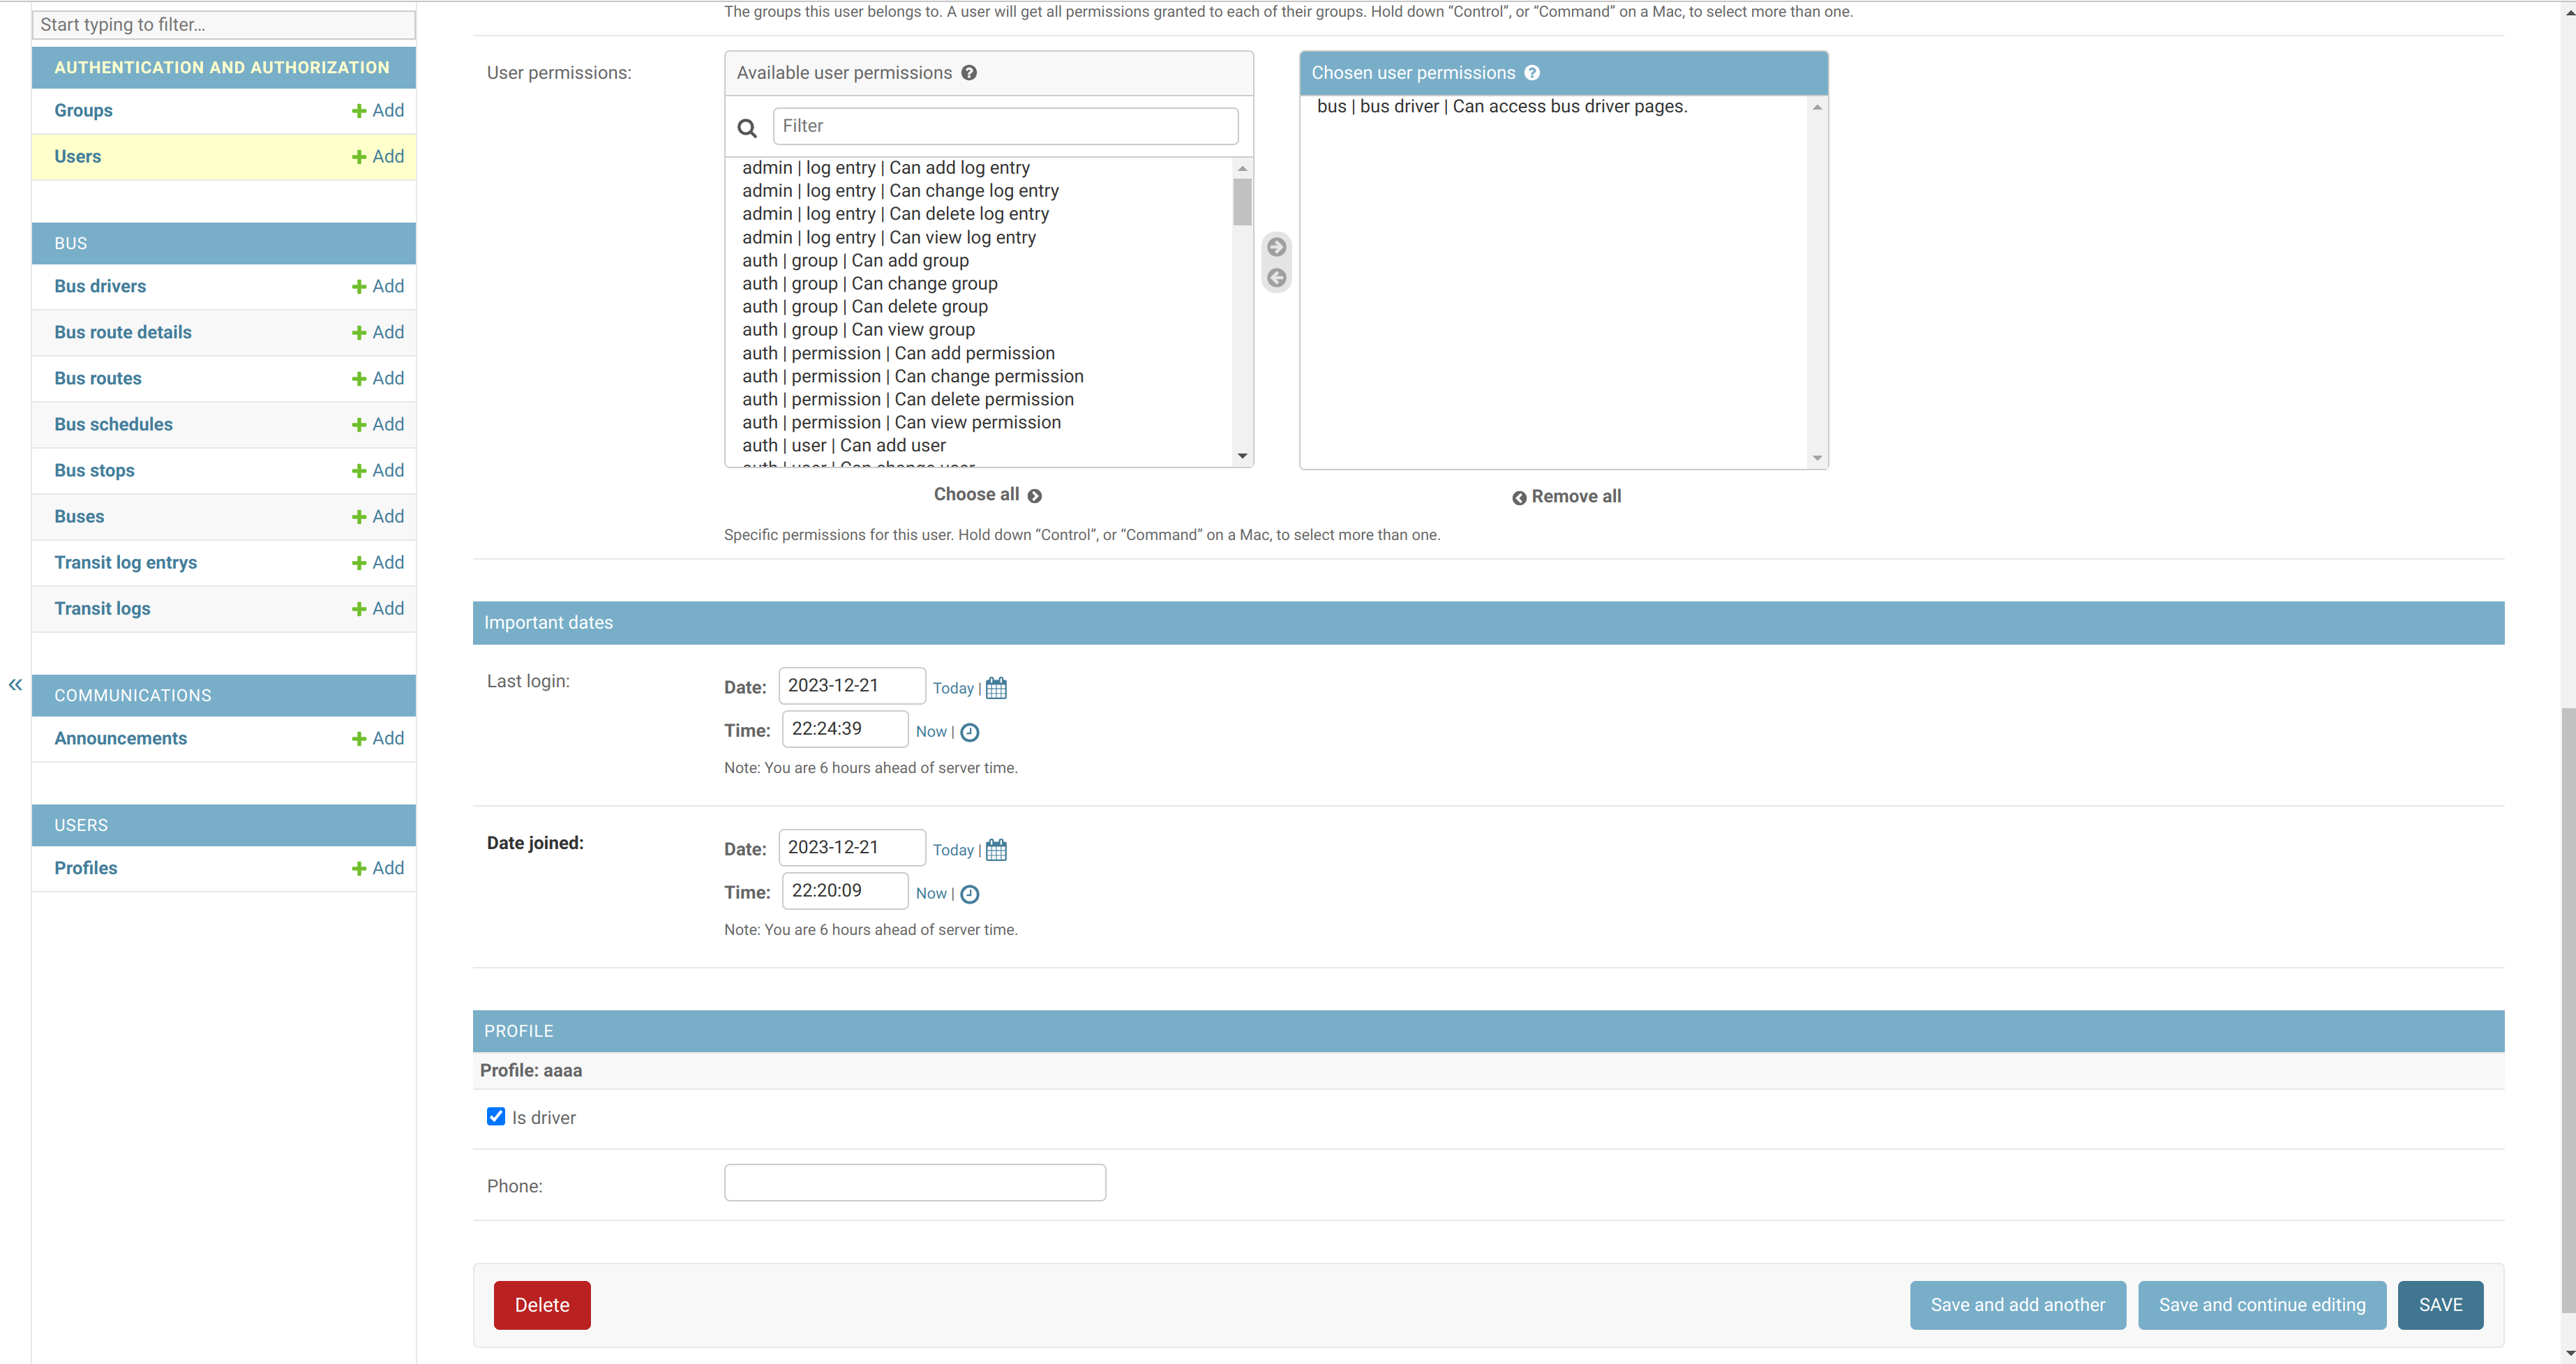 Start typing to filter...
AUTHENTICATION AND AUTHORIZATION
Groups + Add
Users + Add
BUS
Bus drivers + Add
Bus route details + Add
Bus routes + Add
Bus schedules + Add
Bus stops + Add
Buses + Add
Transit log entrys + Add
Transit logs + Add
«
COMMUNICATIONS
Announcements + Add
USERS
Profiles + Add
The groups this user belongs to. A user will get all permissions granted to each of their groups. Hold down “Control”, or “Command” on a Mac, to select more than one.
User permissions:
Available user permissions ?
Filter
admin | log entry | Can add log entry
admin | log entry | Can change log entry
admin | log entry | Can delete log entry
admin | log entry | Can view log entry
auth | group | Can add group
auth | group | Can change group
auth | group | Can delete group
auth | group | Can view group
auth | permission | Can add permission
auth | permission | Can change permission
auth | permission | Can delete permission
auth | permission | Can view permission
auth | user | Can add user
auth | user | Can change user
Choose all
Chosen user permissions ?
bus | bus driver | Can access bus driver pages.
Remove all
Specific permissions for this user. Hold down “Control”, or “Command” on a Mac, to select more than one.
Important dates
Last login:
Date: 2023-12-21 Today |
Time: 22:24:39 Now |
Note: You are 6 hours ahead of server time.
Date joined:
Date: 2023-12-21 Today |
Time: 22:20:09 Now |
Note: You are 6 hours ahead of server time.
PROFILE
Profile: aaaa
Is driver
Phone:
Delete
Save and add another
Save and continue editing
SAVE